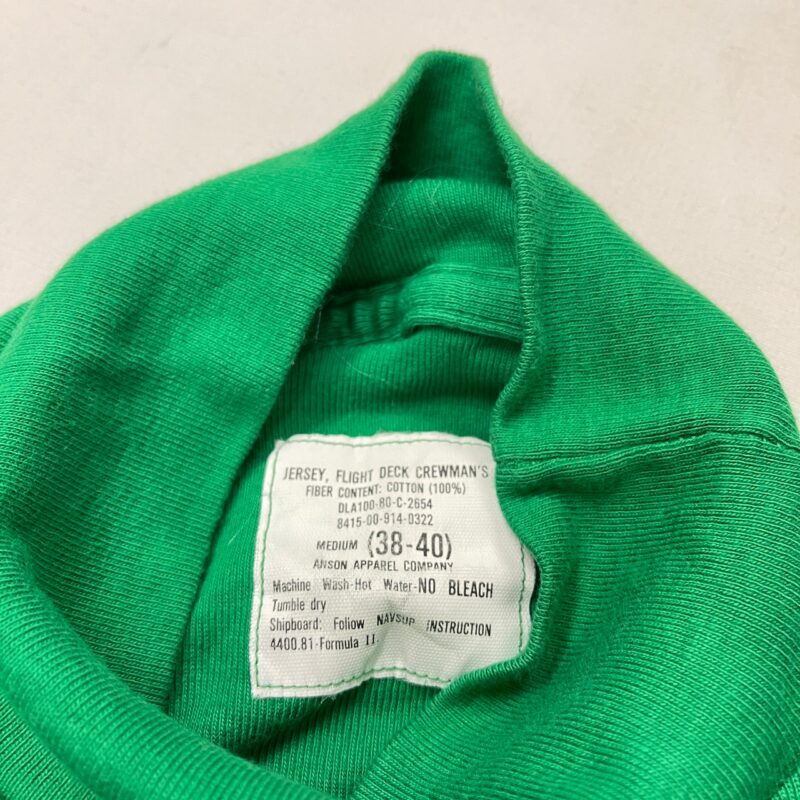 JERSEY, FLIGHT DECK CREWMAN'S
FIBER CONTENT: COTTON (100%)
DLA100-80-C-2654
8415-00-914-0322
MEDIUM (38-40)
ANSON APPAREL COMPANY
Machine Wash-Hot Water-NO BLEACH
Tumble dry
Shipboard: Follow NAVSUP INSTRUCTION
4400.81-Formula II